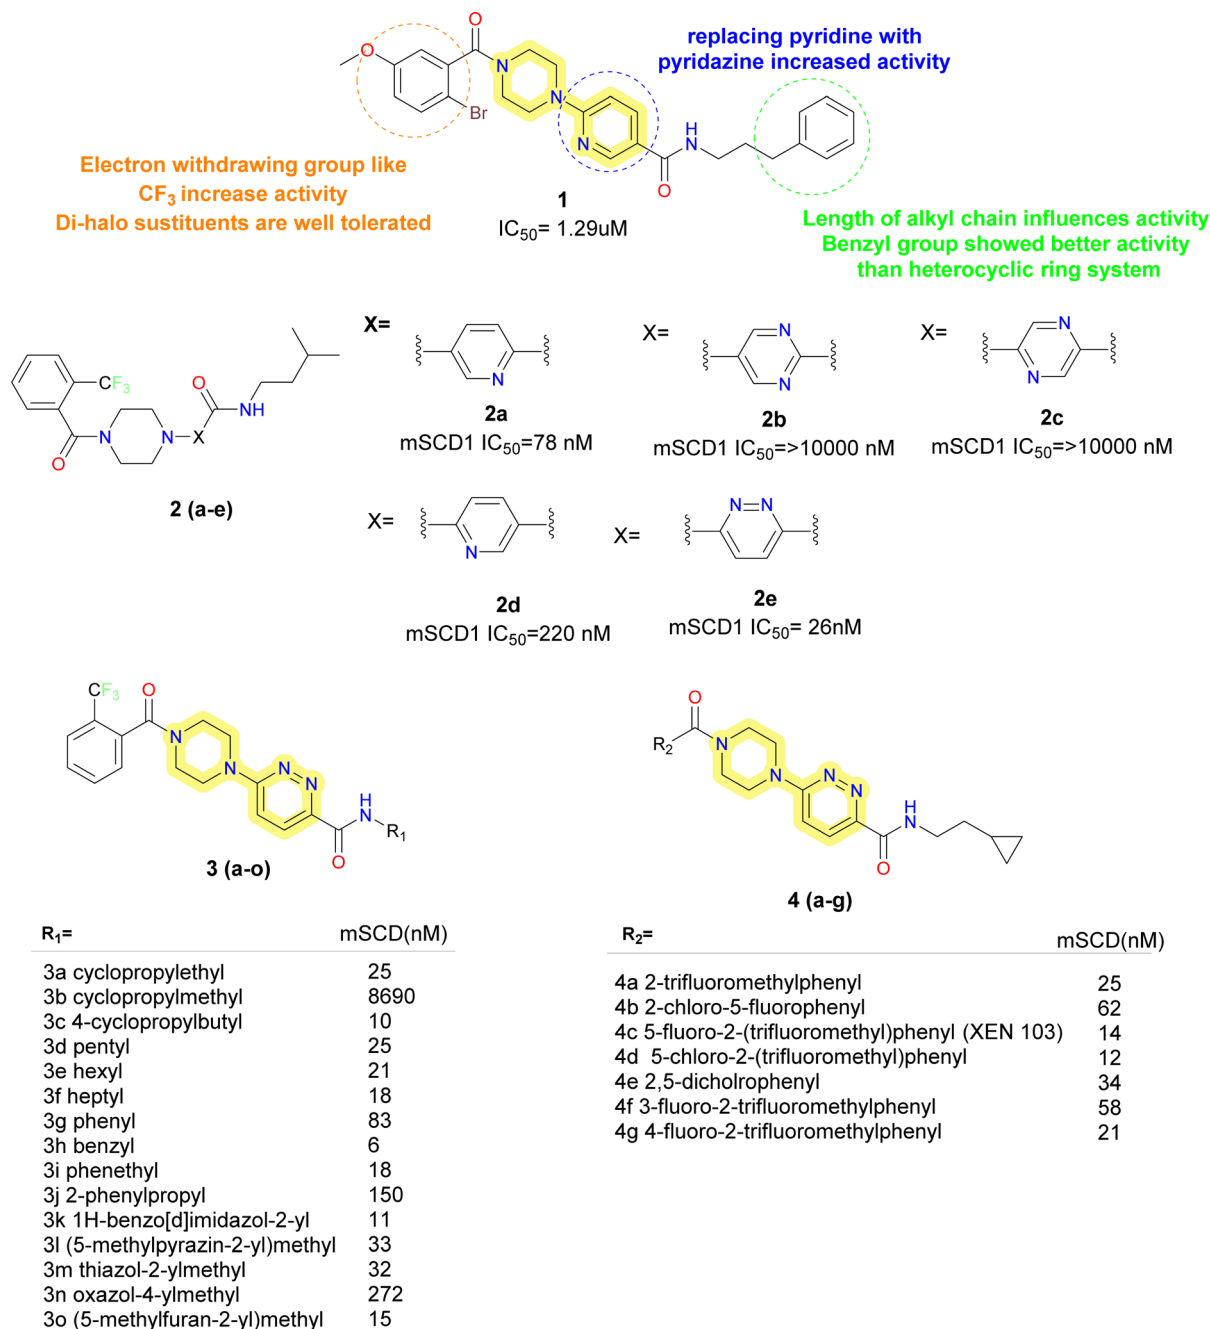 replacing pyridine with
pyridazine increased activity
O
O
N
N
Br
N
H
N
O
Electron withdrawing group like
CF3 increase activity
Di-halo sustituents are well tolerated
1
IC50= 1.29uM
Length of alkyl chain influences activity
Benzyl group showed better activity
than heterocyclic ring system
X=
X=
X=
N
N
N
N
N
CF3
O
NH
N
N
X
O
2 (a-e)
2a
mSCD1 IC50=78 nM
2b
mSCD1 IC50=>10000 nM
2c
mSCD1 IC50=>10000 nM
X=
N
X=
N
N
2d
mSCD1 IC50=220 nM
2e
mSCD1 IC50= 26nM
CF3
O
N
N
N
N
H
N
R1
O
3 (a-o)
O
R2
N
N
N
N
H
N
O
4 (a-g)
R1= mSCD(nM)
3a cyclopropylethyl 25
3b cyclopropylmethyl 8690
3c 4-cyclopropylbutyl 10
3d pentyl 25
3e hexyl 21
3f heptyl 18
3g phenyl 83
3h benzyl 6
3i phenethyl 18
3j 2-phenylpropyl 150
3k 1H-benzo[d]imidazol-2-yl 11
3l (5-methylpyrazin-2-yl)methyl 33
3m thiazol-2-ylmethyl 32
3n oxazol-4-ylmethyl 272
3o (5-methylfuran-2-yl)methyl 15
R2= mSCD(nM)
4a 2-trifluoromethylphenyl 25
4b 2-chloro-5-fluorophenyl 62
4c 5-fluoro-2-(trifluoromethyl)phenyl (XEN 103) 14
4d 5-chloro-2-(trifluoromethyl)phenyl 12
4e 2,5-dicholrophenyl 34
4f 3-fluoro-2-trifluoromethylphenyl 58
4g 4-fluoro-2-trifluoromethylphenyl 21